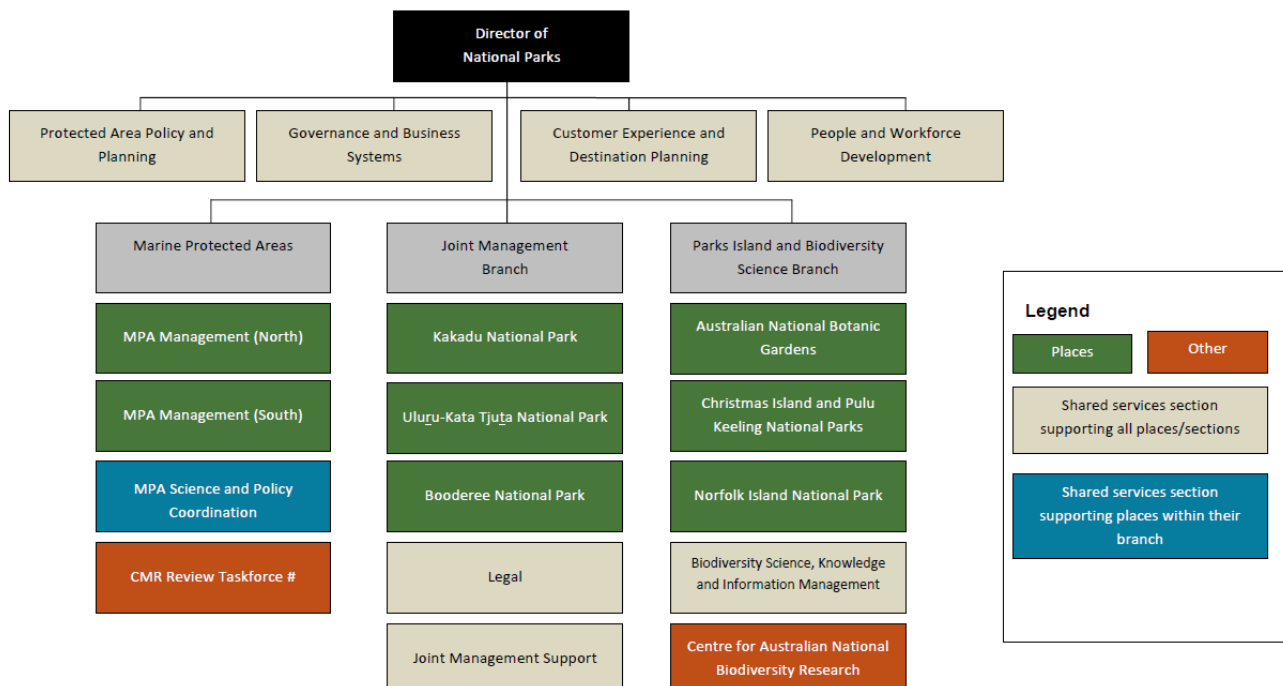 Director of
National Parks
Protected Area Policy and
Planning
Governance and Business
Systems
Customer Experience and
Destination Planning
People and Workforce
Development
Marine Protected Areas
Joint Management
Branch
Parks Island and Biodiversity
Science Branch
MPA Management (North)
Kakadu National Park
Australian National Botanic
Gardens
MPA Management (South)
Uluṟu-Kata Tjuṯa National Park
Christmas Island and Pulu
Keeling National Parks
MPA Science and Policy
Coordination
Booderee National Park
Norfolk Island National Park
CMR Review Taskforce #
Legal
Biodiversity Science, Knowledge
and Information Management
Joint Management Support
Centre for Australian National
Biodiversity Research
Legend
Places
Other
Shared services section
supporting all places/sections
Shared services section
supporting places within their
branch